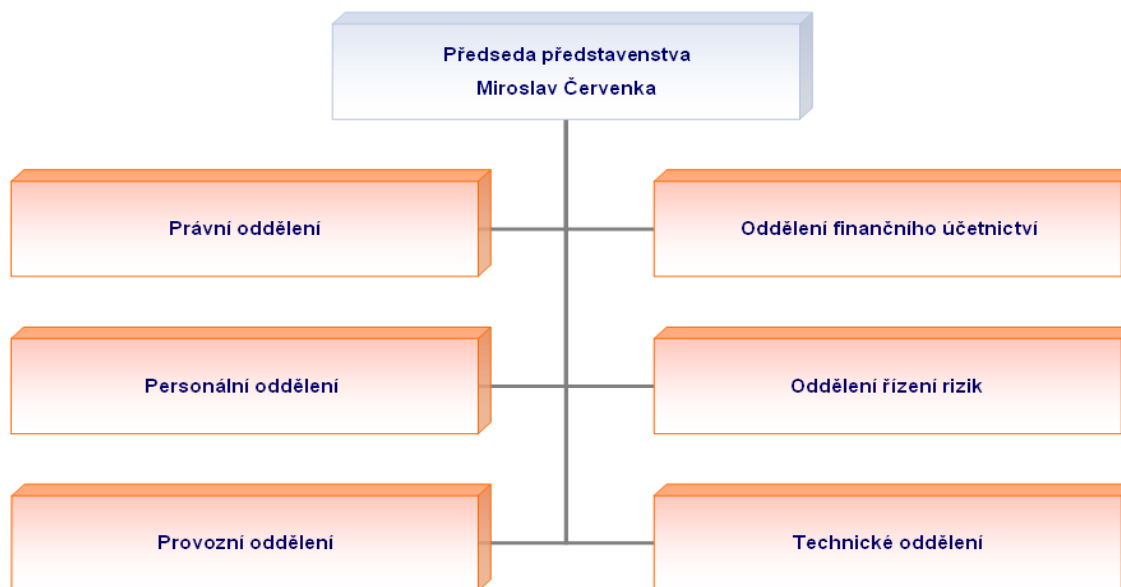 Předseda představenstva
Miroslav Červenka
Právní oddělení
Oddělení finančního účetnictví
Personální oddělení
Oddělení řízení rizik
Provozní oddělení
Technické oddělení